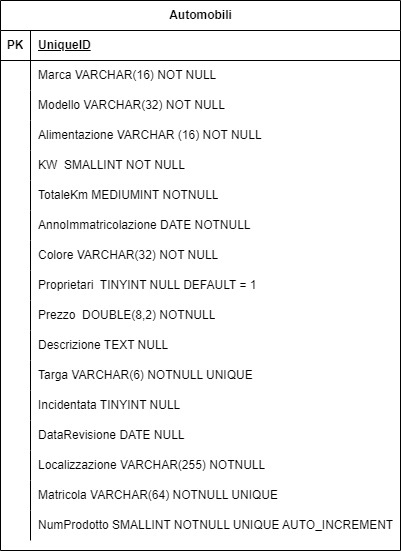 Automobili
PK UniqueID
Marca VARCHAR(16) NOT NULL
Modello VARCHAR(32) NOT NULL
Alimentazione VARCHAR (16) NOT NULL
KW  SMALLINT NOT NULL
TotaleKm MEDIUMINT NOTNULL
AnnoImmatricolazione DATE NOTNULL
Colore VARCHAR(32) NOT NULL
Proprietari  TINYINT NULL DEFAULT = 1
Prezzo  DOUBLE(8,2) NOTNULL
Descrizione TEXT NULL
Targa VARCHAR(6) NOTNULL UNIQUE
Incidentata TINYINT NULL
DataRevisione DATE NULL
Localizzazione VARCHAR(255) NOTNULL
Matricola VARCHAR(64) NOTNULL UNIQUE
NumProdotto SMALLINT NOTNULL UNIQUE AUTO_INCREMENT